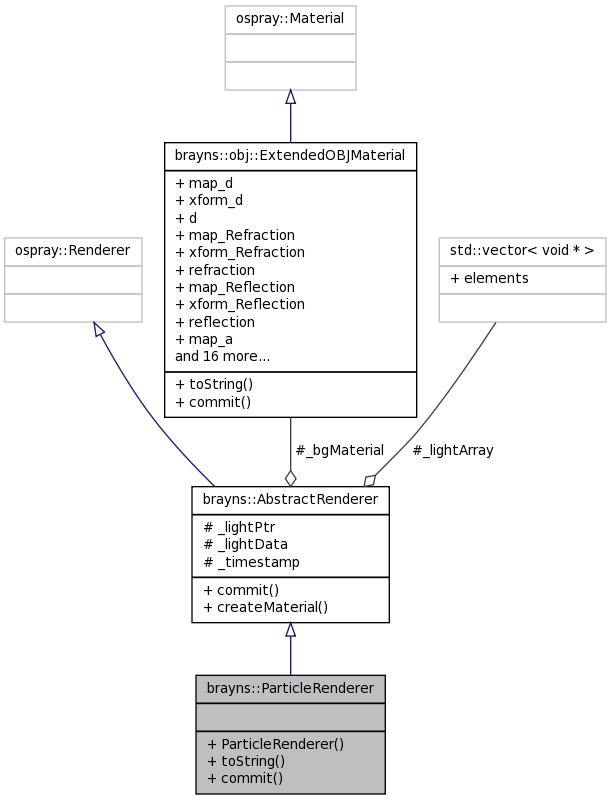 ospray::Material
brayns::obj::ExtendedOBJMaterial
+ map_d
+ xform_d
+ d
+ map_Refraction
+ xform_Refraction
+ refraction
+ map_Reflection
+ xform_Reflection
+ reflection
+ map_a
and 16 more...
+ toString()
+ commit()
ospray::Renderer
std::vector< void * >
+ elements
#_bgMaterial
#_lightArray
brayns::AbstractRenderer
# _lightPtr
# _lightData
# _timestamp
+ commit()
+ createMaterial()
brayns::ParticleRenderer
+ ParticleRenderer()
+ toString()
+ commit()